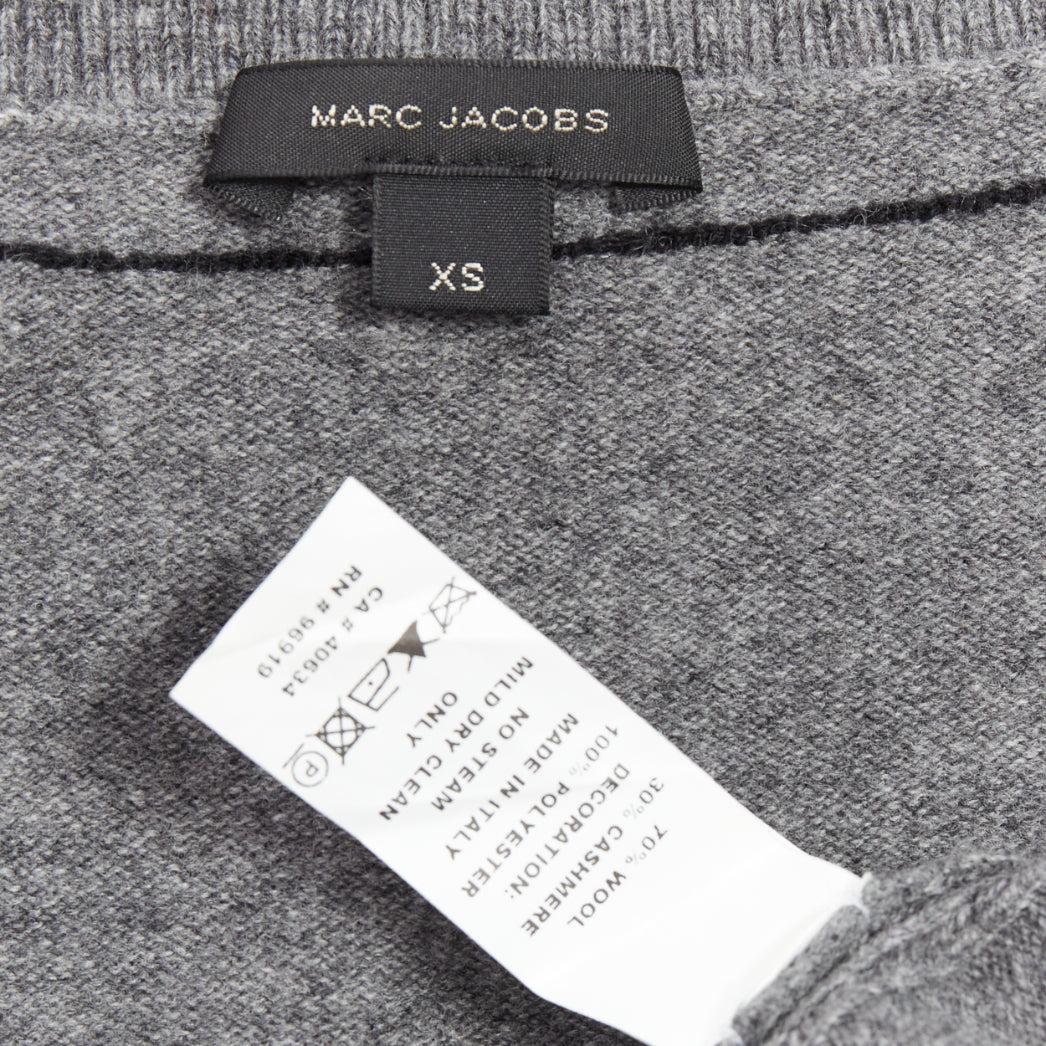 MARC JACOBS
XS
70% WOOL
30% CASHMERE
DECORATION:
100% POLYESTER
MADE IN ITALY
NO STEAM
MILD DRY CLEAN
ONLY
P
CA# 40634
RN # 96919